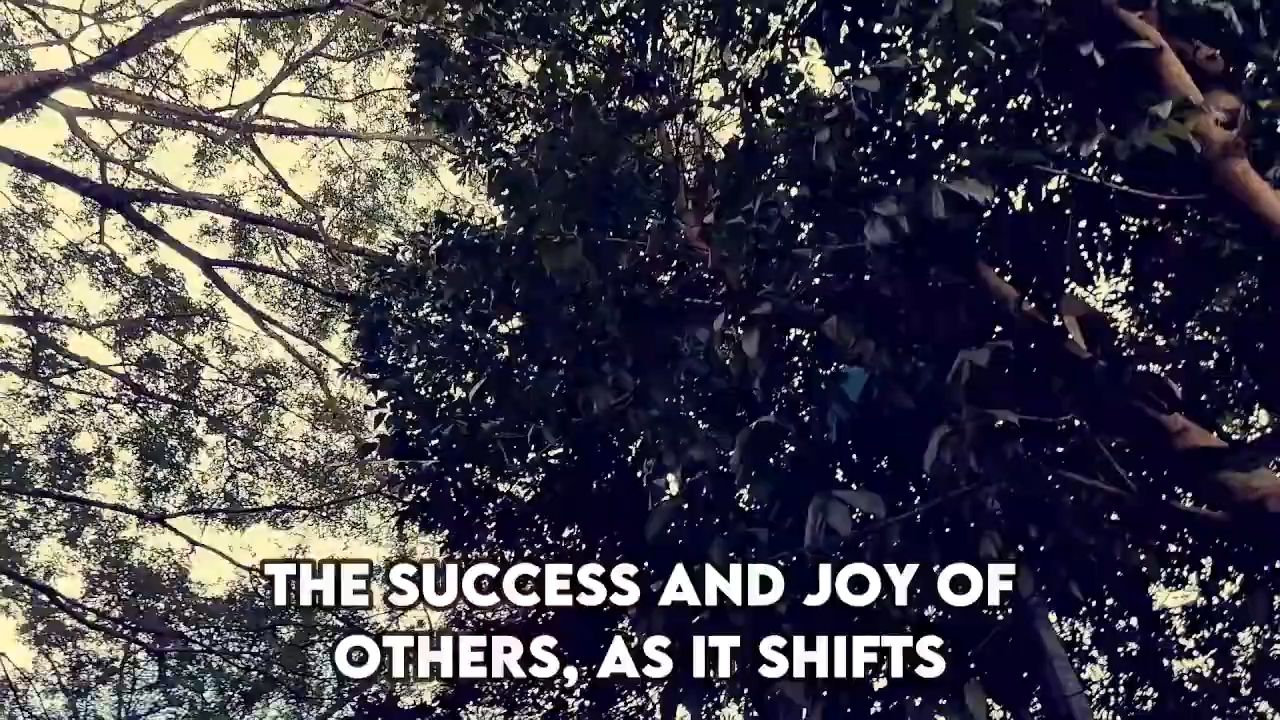 THE SUCCESS AND JOY OF
OTHERS, AS IT SHIFTS